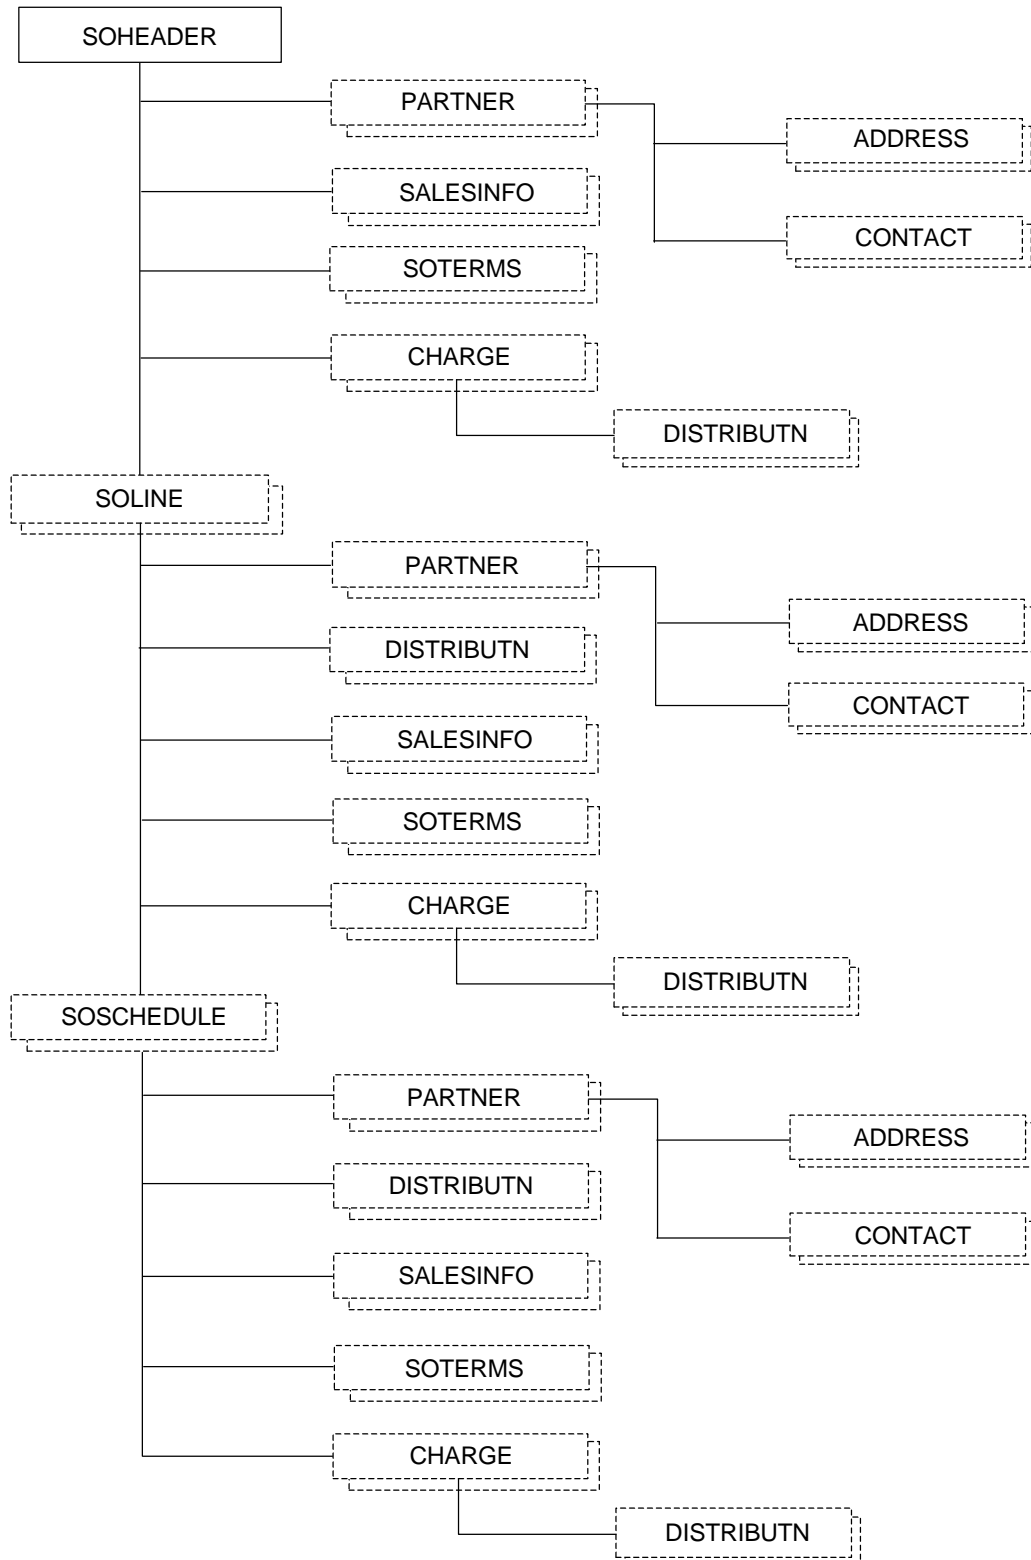 SOHEADER
PARTNER
ADDRESS
SALESINFO
CONTACT
SOTERMS
CHARGE
DISTRIBUTN
SOLINE
PARTNER
ADDRESS
DISTRIBUTN
CONTACT
SALESINFO
SOTERMS
CHARGE
DISTRIBUTN
SOSCHEDULE
PARTNER
ADDRESS
DISTRIBUTN
CONTACT
SALESINFO
SOTERMS
CHARGE
DISTRIBUTN